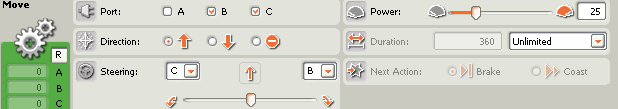 Move
Port: A B C
Power: 25
R
Direction:
Duration: 360 Unlimited
0 A
Steering: C B
Next Action: Brake Coast
0 B
0 C